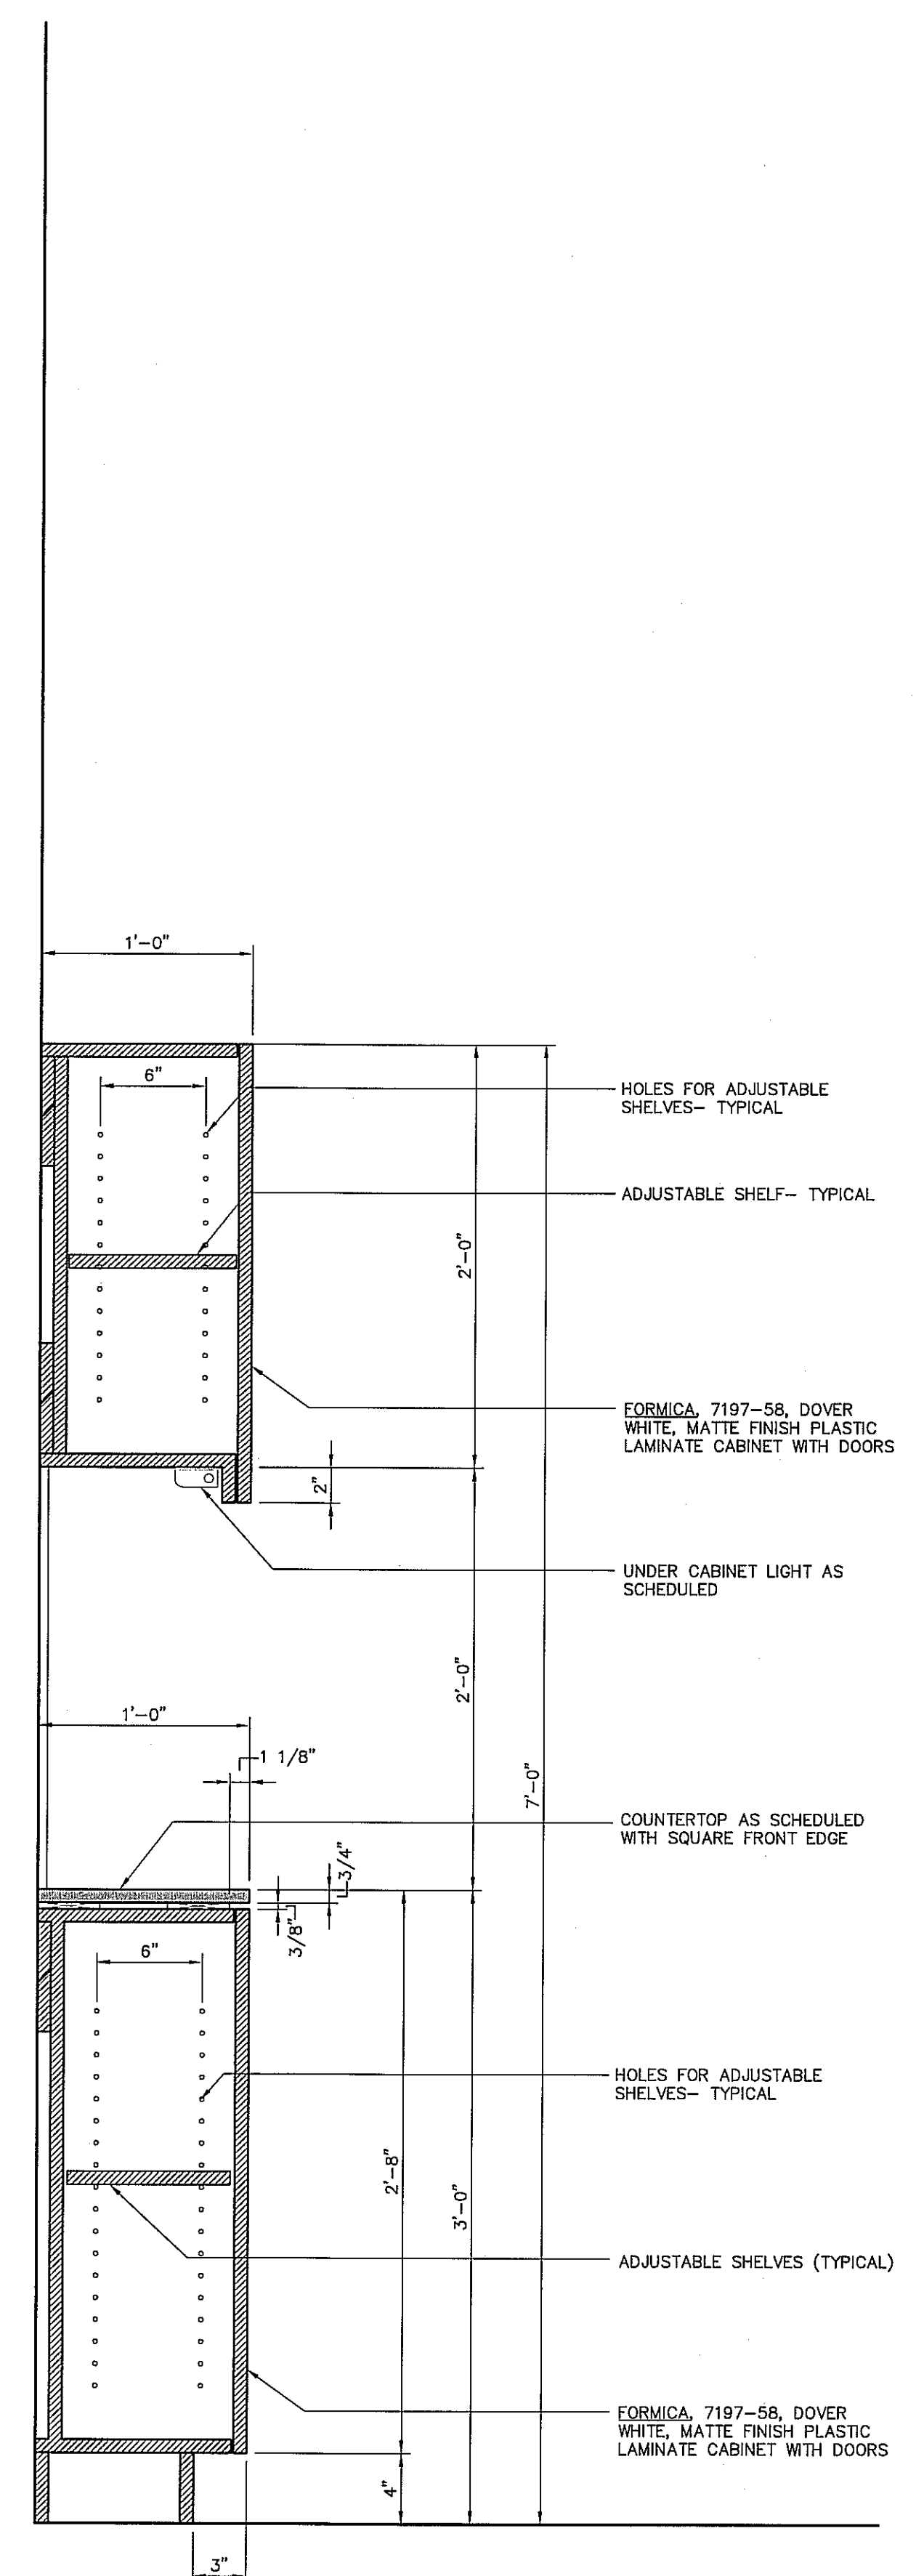 1'-0"
6"
HOLES FOR ADJUSTABLE
SHELVES- TYPICAL
ADJUSTABLE SHELF- TYPICAL
2'-0"
FORMICA, 7197-58, DOVER
WHITE, MATTE FINISH PLASTIC
LAMINATE CABINET WITH DOORS
2"
UNDER CABINET LIGHT AS
SCHEDULED
2'-0"
1'-0"
1 1/8"
7'-0"
COUNTERTOP AS SCHEDULED
WITH SQUARE FRONT EDGE
3/4"
3/8"
6"
HOLES FOR ADJUSTABLE
SHELVES- TYPICAL
2'-8"
3'-0"
ADJUSTABLE SHELVES (TYPICAL)
FORMICA, 7197-58, DOVER
WHITE, MATTE FINISH PLASTIC
LAMINATE CABINET WITH DOORS
4"
3"